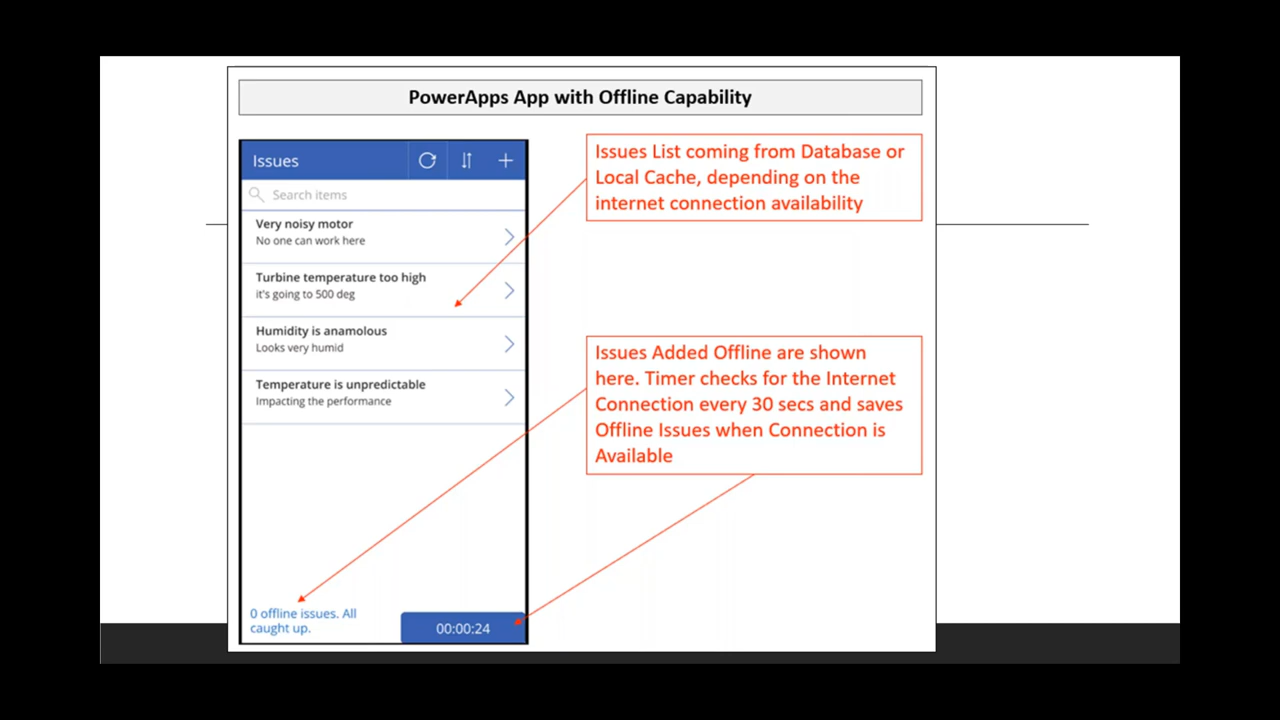 PowerApps App with Offline Capability
Issues
Search items
Very noisy motor
No one can work here
Turbine temperature too high
it's going to 500 deg
Humidity is anamolous
Looks very humid
Temperature is unpredictable
Impacting the performance
0 offline issues. All
caught up.
00:00:24
Issues List coming from Database or
Local Cache, depending on the
internet connection availability
Issues Added Offline are shown
here. Timer checks for the Internet
Connection every 30 secs and saves
Offline Issues when Connection is
Available